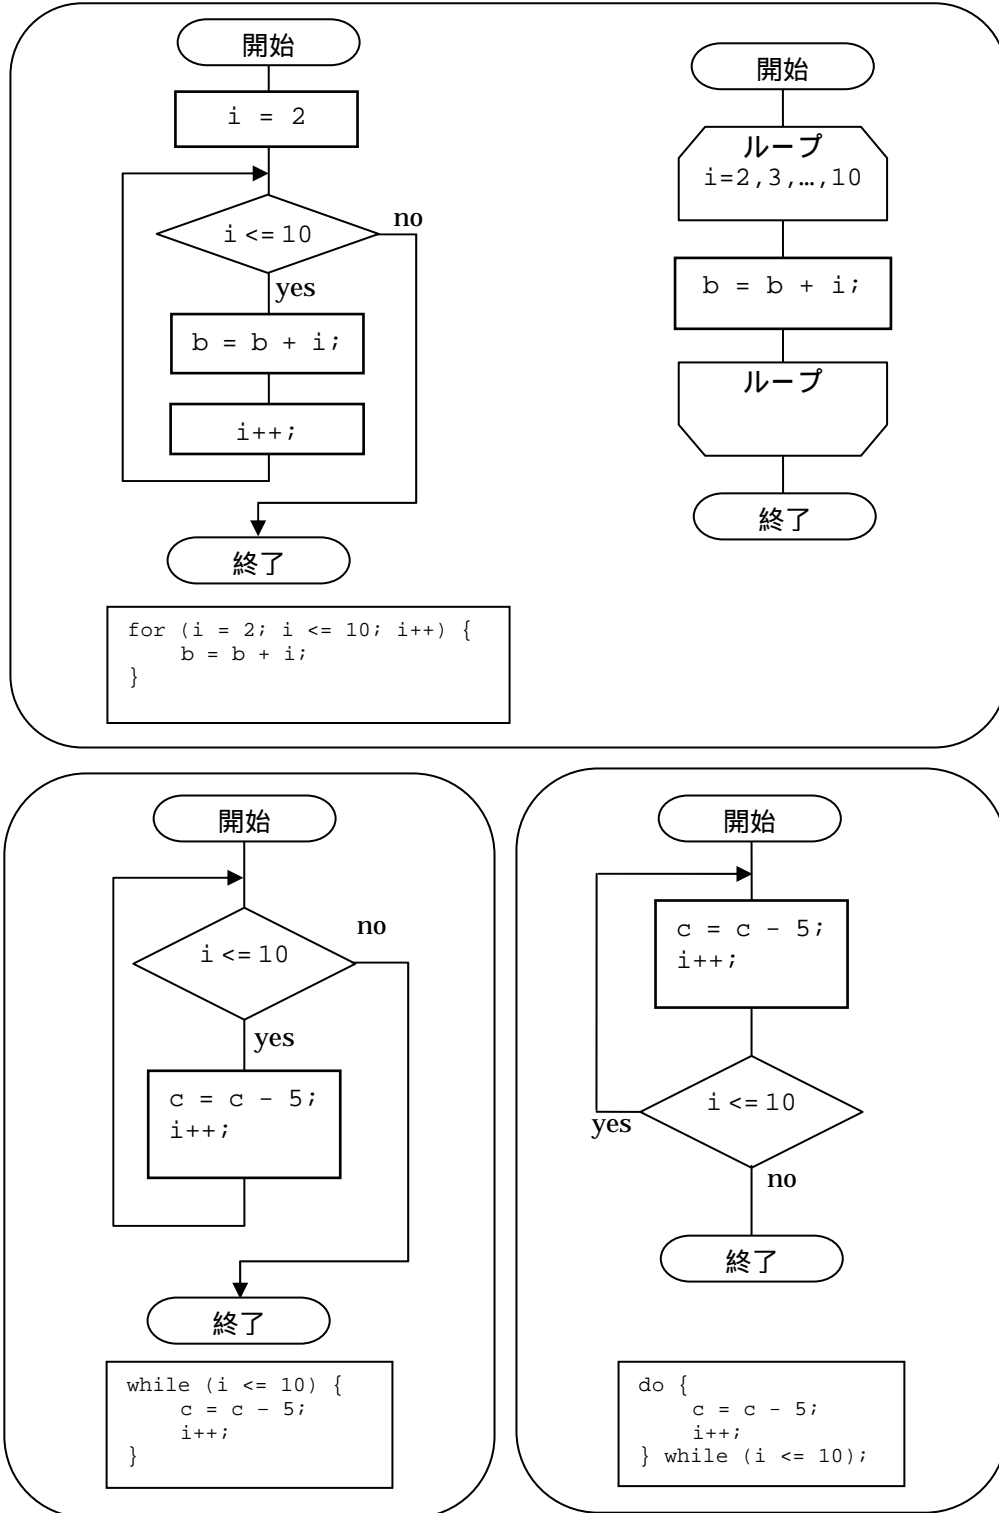 開始
i = 2
i <= 10
no
yes
b = b + i;
i++;
終了
for (i = 2; i <= 10; i++) {
    b = b + i;
}
開始
ループ
i=2,3,…,10
b = b + i;
ループ
終了
開始
i <= 10
no
yes
c = c - 5;
i++;
終了
while (i <= 10) {
    c = c - 5;
    i++;
}
開始
c = c - 5;
i++;
i <= 10
yes
no
終了
do {
    c = c - 5;
    i++;
} while (i <= 10);